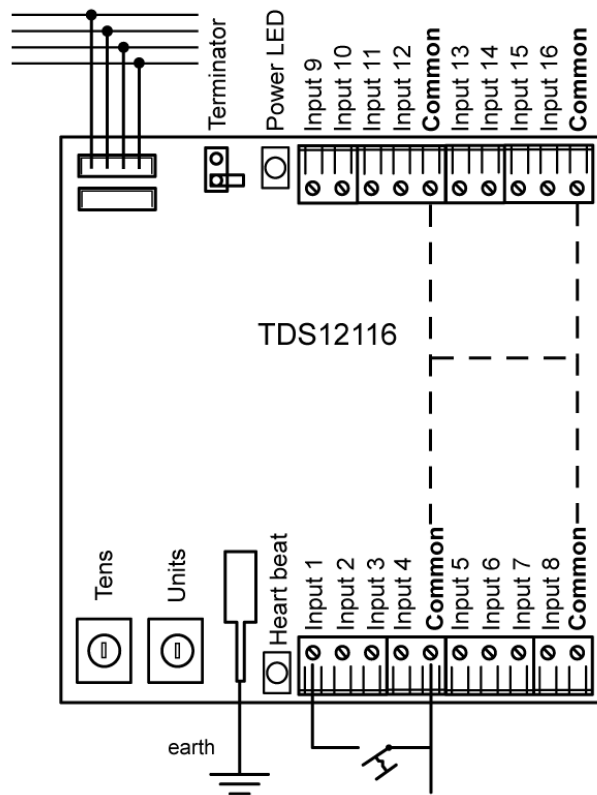 Terminator
Power LED
Input 9
Input 10
Input 11
Input 12
Common
Input 13
Input 14
Input 15
Input 16
Common
TDS12116
Tens
Units
Heart beat
Input 1
Input 2
Input 3
Input 4
Common
Input 5
Input 6
Input 7
Input 8
Common
earth